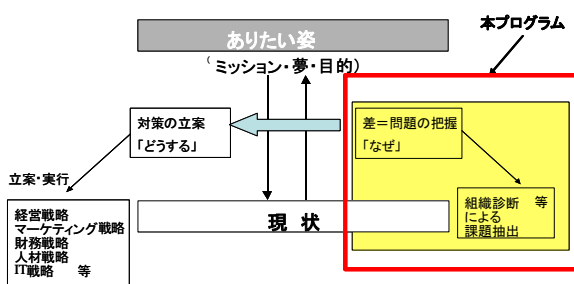 本プログラム
ありたい姿
（ミッション・夢・目的）
対策の立案
「どうする」
差＝問題の把握
「なぜ」
立案・実行
経営戦略
マーケティング戦略
財務戦略
人材戦略
IT戦略　等
現　状
組織診断　等
による
課題抽出